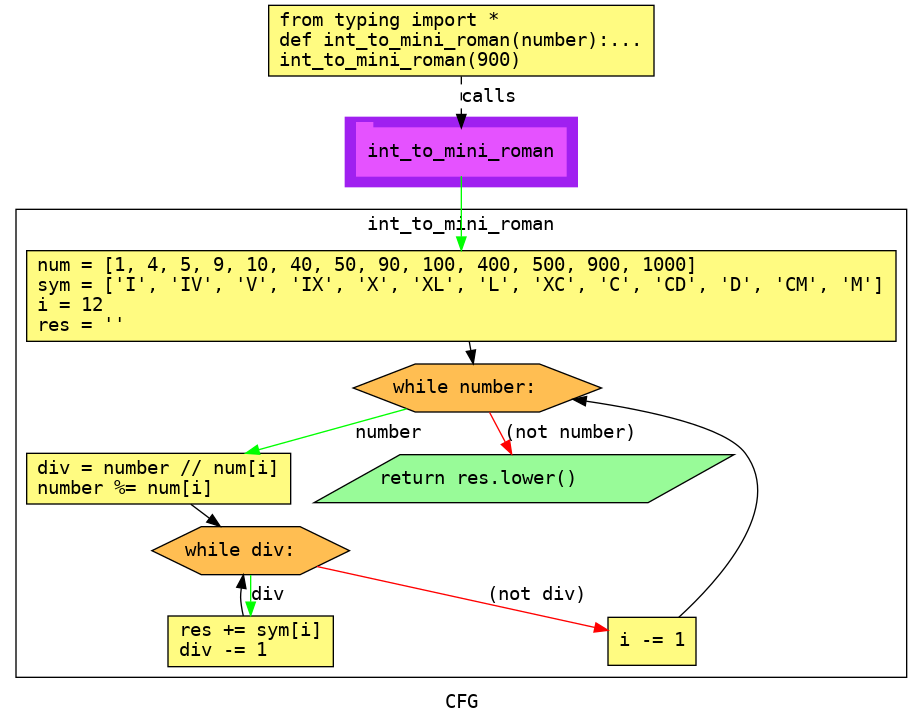 from typing import *
def int_to_mini_roman(number):...
int_to_mini_roman(900)
calls
int_to_mini_roman
int_to_mini_roman
num = [1, 4, 5, 9, 10, 40, 50, 90, 100, 400, 500, 900, 1000]
sym = ['I', 'IV', 'V', 'IX', 'X', 'XL', 'L', 'XC', 'C', 'CD', 'D', 'CM', 'M']
i = 12
res = ''
while number:
number
(not number)
div = number // num[i]
number %= num[i]
return res.lower()
while div:
div
(not div)
res += sym[i]
div -= 1
i -= 1
CFG